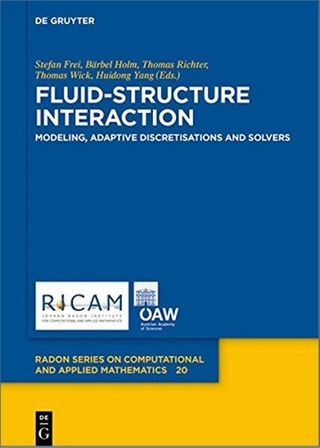 DE GRUYTER
Stefan Frei, Bärbel Holm, Thomas Richter,
Thomas Wick, Huidong Yang (Eds.)
FLUID-STRUCTURE
INTERACTION
MODELING, ADAPTIVE DISCRETISATIONS AND SOLVERS
RICAM
JOHANN RADON INSTITUTE
FOR COMPUTATIONAL AND APPLIED MATHEMATICS
ÖAW
Austrian Academy
of Sciences
RADON SERIES ON COMPUTATIONAL
AND APPLIED MATHEMATICS 20
DE
G